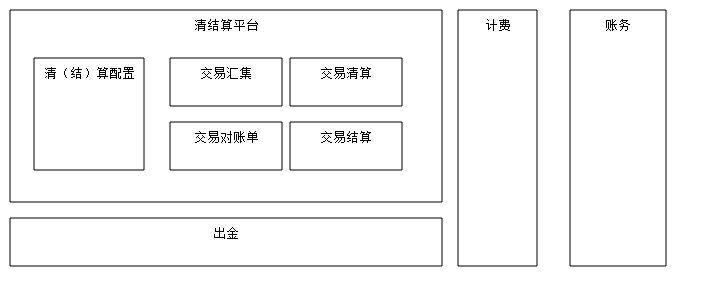 清结算平台
计费
账务
清（结）算配置
交易汇集
交易清算
交易对账单
交易结算
出金